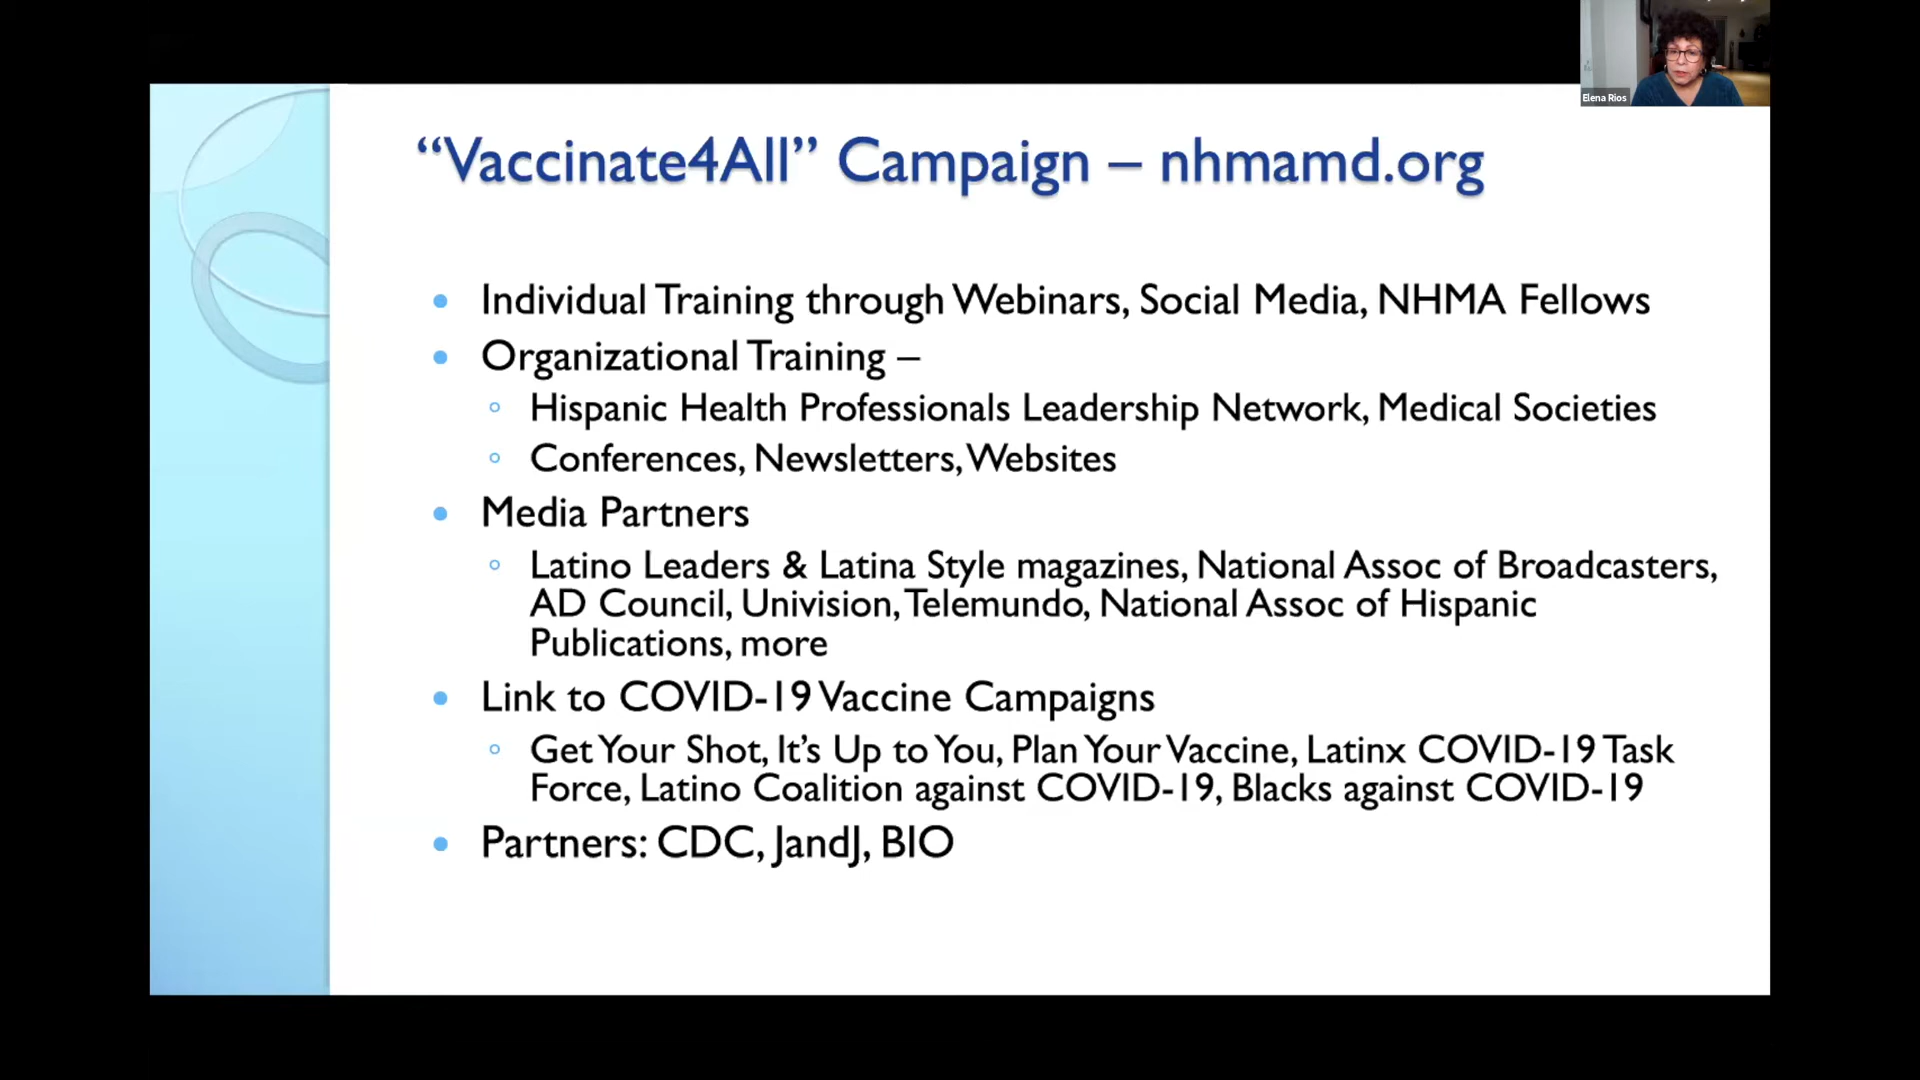 Elena Rios
“Vaccinate4All” Campaign – nhmamd.org
• Individual Training through Webinars, Social Media, NHMA Fellows
• Organizational Training –
◦ Hispanic Health Professionals Leadership Network, Medical Societies
◦ Conferences, Newsletters, Websites
• Media Partners
◦ Latino Leaders & Latina Style magazines, National Assoc of Broadcasters,
AD Council, Univision, Telemundo, National Assoc of Hispanic
Publications, more
• Link to COVID-19 Vaccine Campaigns
◦ Get Your Shot, It’s Up to You, Plan Your Vaccine, Latinx COVID-19 Task
Force, Latino Coalition against COVID-19, Blacks against COVID-19
• Partners: CDC, JandJ, BIO